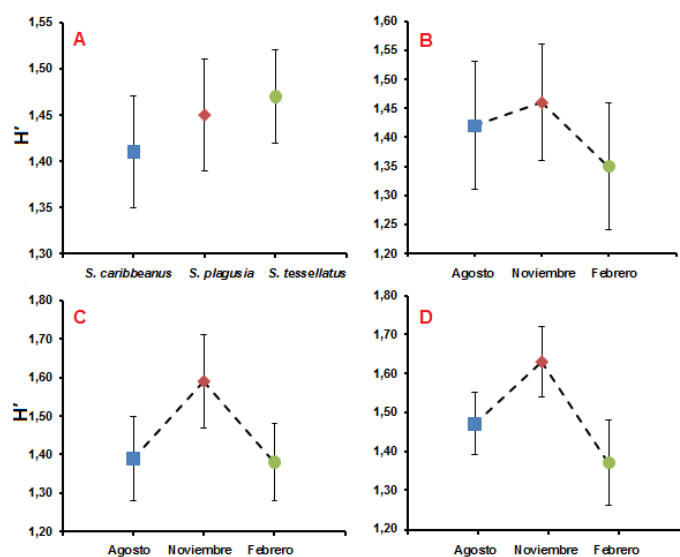 A
H'
1,55
1,50
1,45
1,40
1,35
1,30
S. caribbeanus S. plagusia S. tessellatus
B
1,60
1,55
1,50
1,45
1,40
1,35
1,30
1,25
1,20
Agosto Noviembre Febrero
C
H'
1,80
1,70
1,60
1,50
1,40
1,30
1,20
Agosto Noviembre Febrero
D
1,80
1,70
1,60
1,50
1,40
1,30
1,20
Agosto Noviembre Febrero